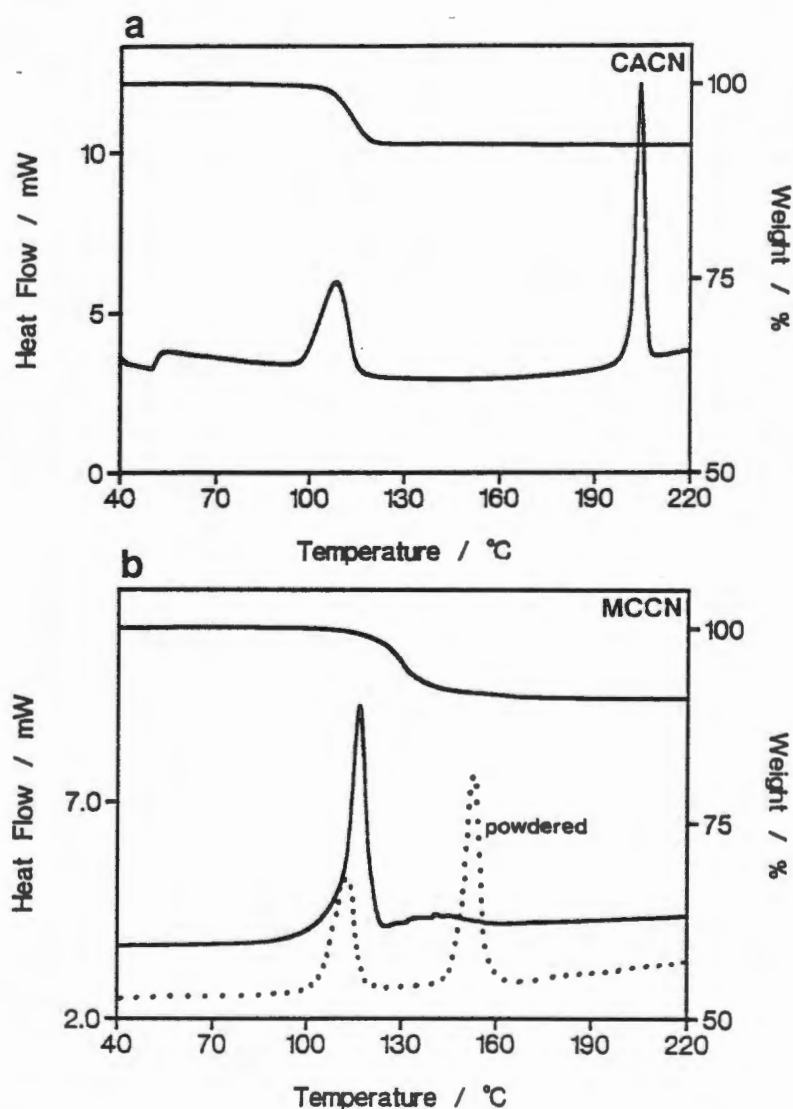 a
CACN
10
5
0
Heat Flow / mW
100
75
50
Weight / %
40 70 100 130 160 190 220
Temperature / °C
b
MCCN
7.0
2.0
Heat Flow / mW
powdered
100
75
50
Weight / %
40 70 100 130 160 190 220
Temperature / °C